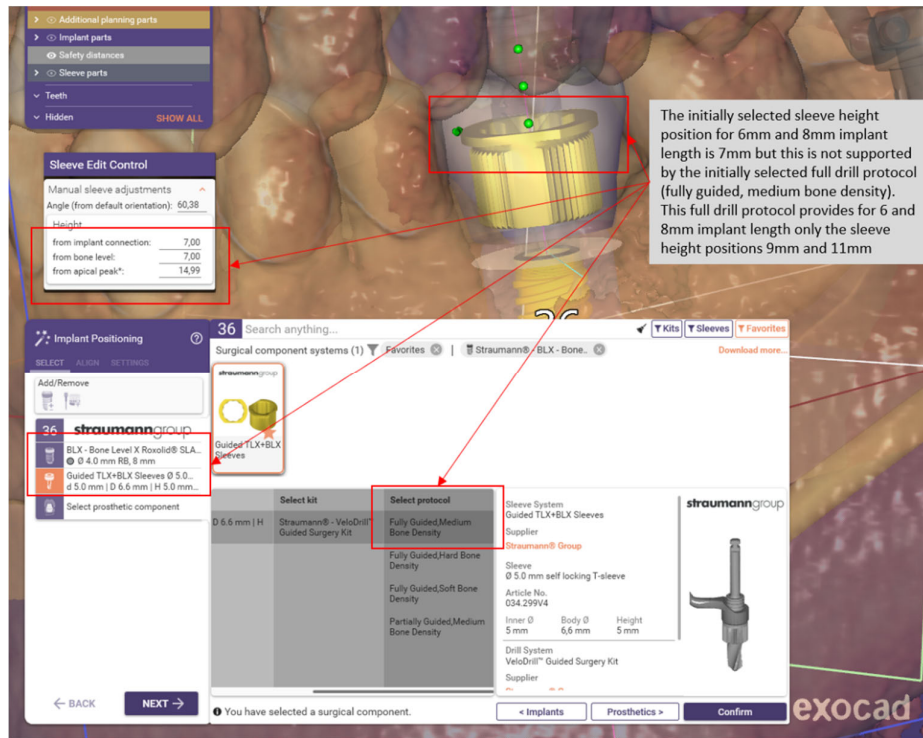 Additional planning parts
Implant parts
Safety distances
Sleeve parts
Teeth
Hidden SHOW ALL
The initially selected sleeve height
position for 6mm and 8mm implant
length is 7mm but this is not supported
by the initially selected full drill protocol
(fully guided, medium bone density).
This full drill protocol provides for 6 and
8mm implant length only the sleeve
height positions 9mm and 11mm
Sleeve Edit Control
Manual sleeve adjustments
Angle (from default orientation): 60,38
Height
from implant connection: 7,00
from bone level: 7,00
from apical peak*: 14,99
36
Implant Positioning
SELECT ALIGN SETTINGS
Add/Remove
36 straumanngroup
BLX - Bone Level X Roxolid® SLA...
Ø 4.0 mm RB, 8 mm
Guided TLX+BLX Sleeves Ø 5.0...
d 5.0 mm | D 6.6 mm | H 5.0 mm...
Select prosthetic component
BACK NEXT
36 Search anything... Kits Sleeves Favorites
Surgical component systems (1) Favorites | Straumann® - BLX - Bone.. Download more...
straumanngroup
Guided TLX+BLX
Sleeves
Select kit
Select protocol
D 6.6 mm | H
Straumann® - VeloDrill™
Guided Surgery Kit
Fully Guided,Medium
Bone Density
Fully Guided,Hard Bone
Density
Fully Guided,Soft Bone
Density
Partially Guided,Medium
Bone Density
Sleeve System
Guided TLX+BLX Sleeves
Supplier
Straumann® Group
Sleeve
Ø 5.0 mm self locking T-sleeve
Article No.
034.299V4
Inner Ø Body Ø Height
5 mm 6,6 mm 5 mm
Drill System
VeloDrill™ Guided Surgery Kit
Supplier
straumanngroup
You have selected a surgical component.
< Implants Prosthetics > Confirm
exocad